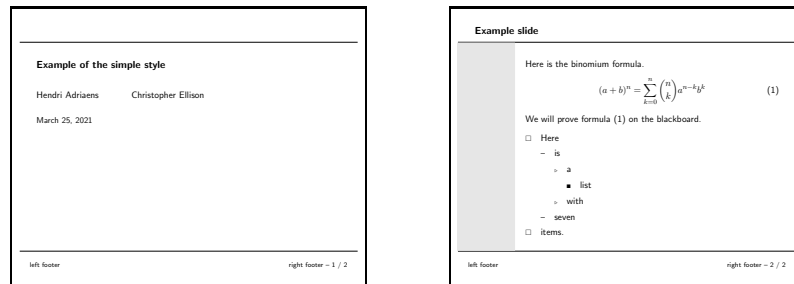 Example of the simple style
Hendri Adriaens Christopher Ellison
March 25, 2021
left footer
right footer – 1 / 2
Example slide
Here is the binomium formula.
(a + b)^n = \sum_{k=0}^{n} \binom{n}{k} a^{n−k} b^k (1)
We will prove formula (1) on the blackboard.
□ Here
– is
▹ a
■ list
▹ with
– seven
□ items.
left footer
right footer – 2 / 2